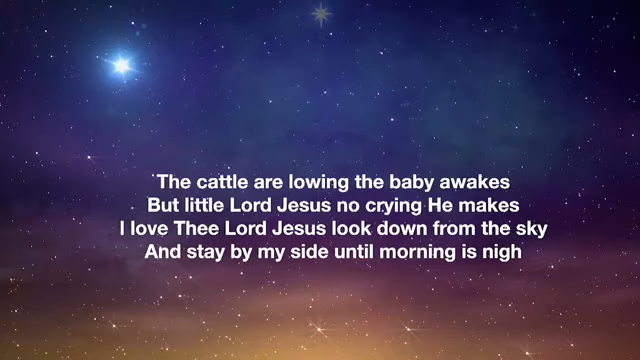 The cattle are lowing the baby awakes
But little Lord Jesus no crying He makes
I love Thee Lord Jesus look down from the sky
And stay by my side until morning is nigh